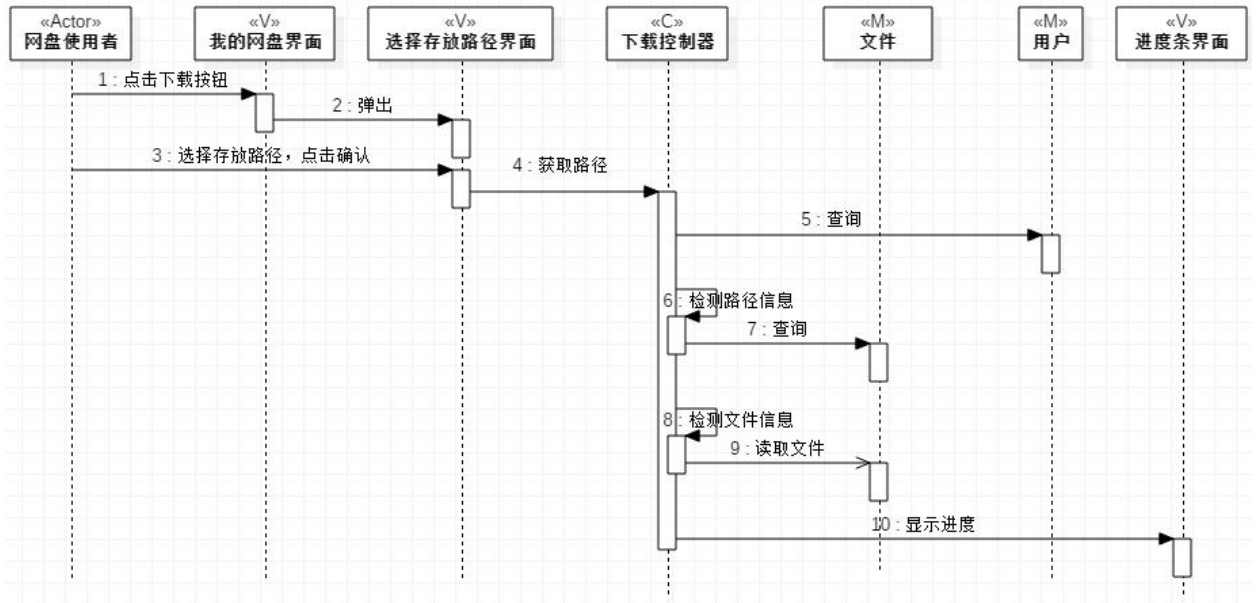 «Actor»
网盘使用者
«V»
我的网盘界面
«V»
选择存放路径界面
«C»
下载控制器
«M»
文件
«M»
用户
«V»
进度条界面
1 : 点击下载按钮
2 : 弹出
3 : 选择存放路径，点击确认
4 : 获取路径
5 : 查询
6 : 检测路径信息
7 : 查询
8 : 检测文件信息
9 : 读取文件
10 : 显示进度